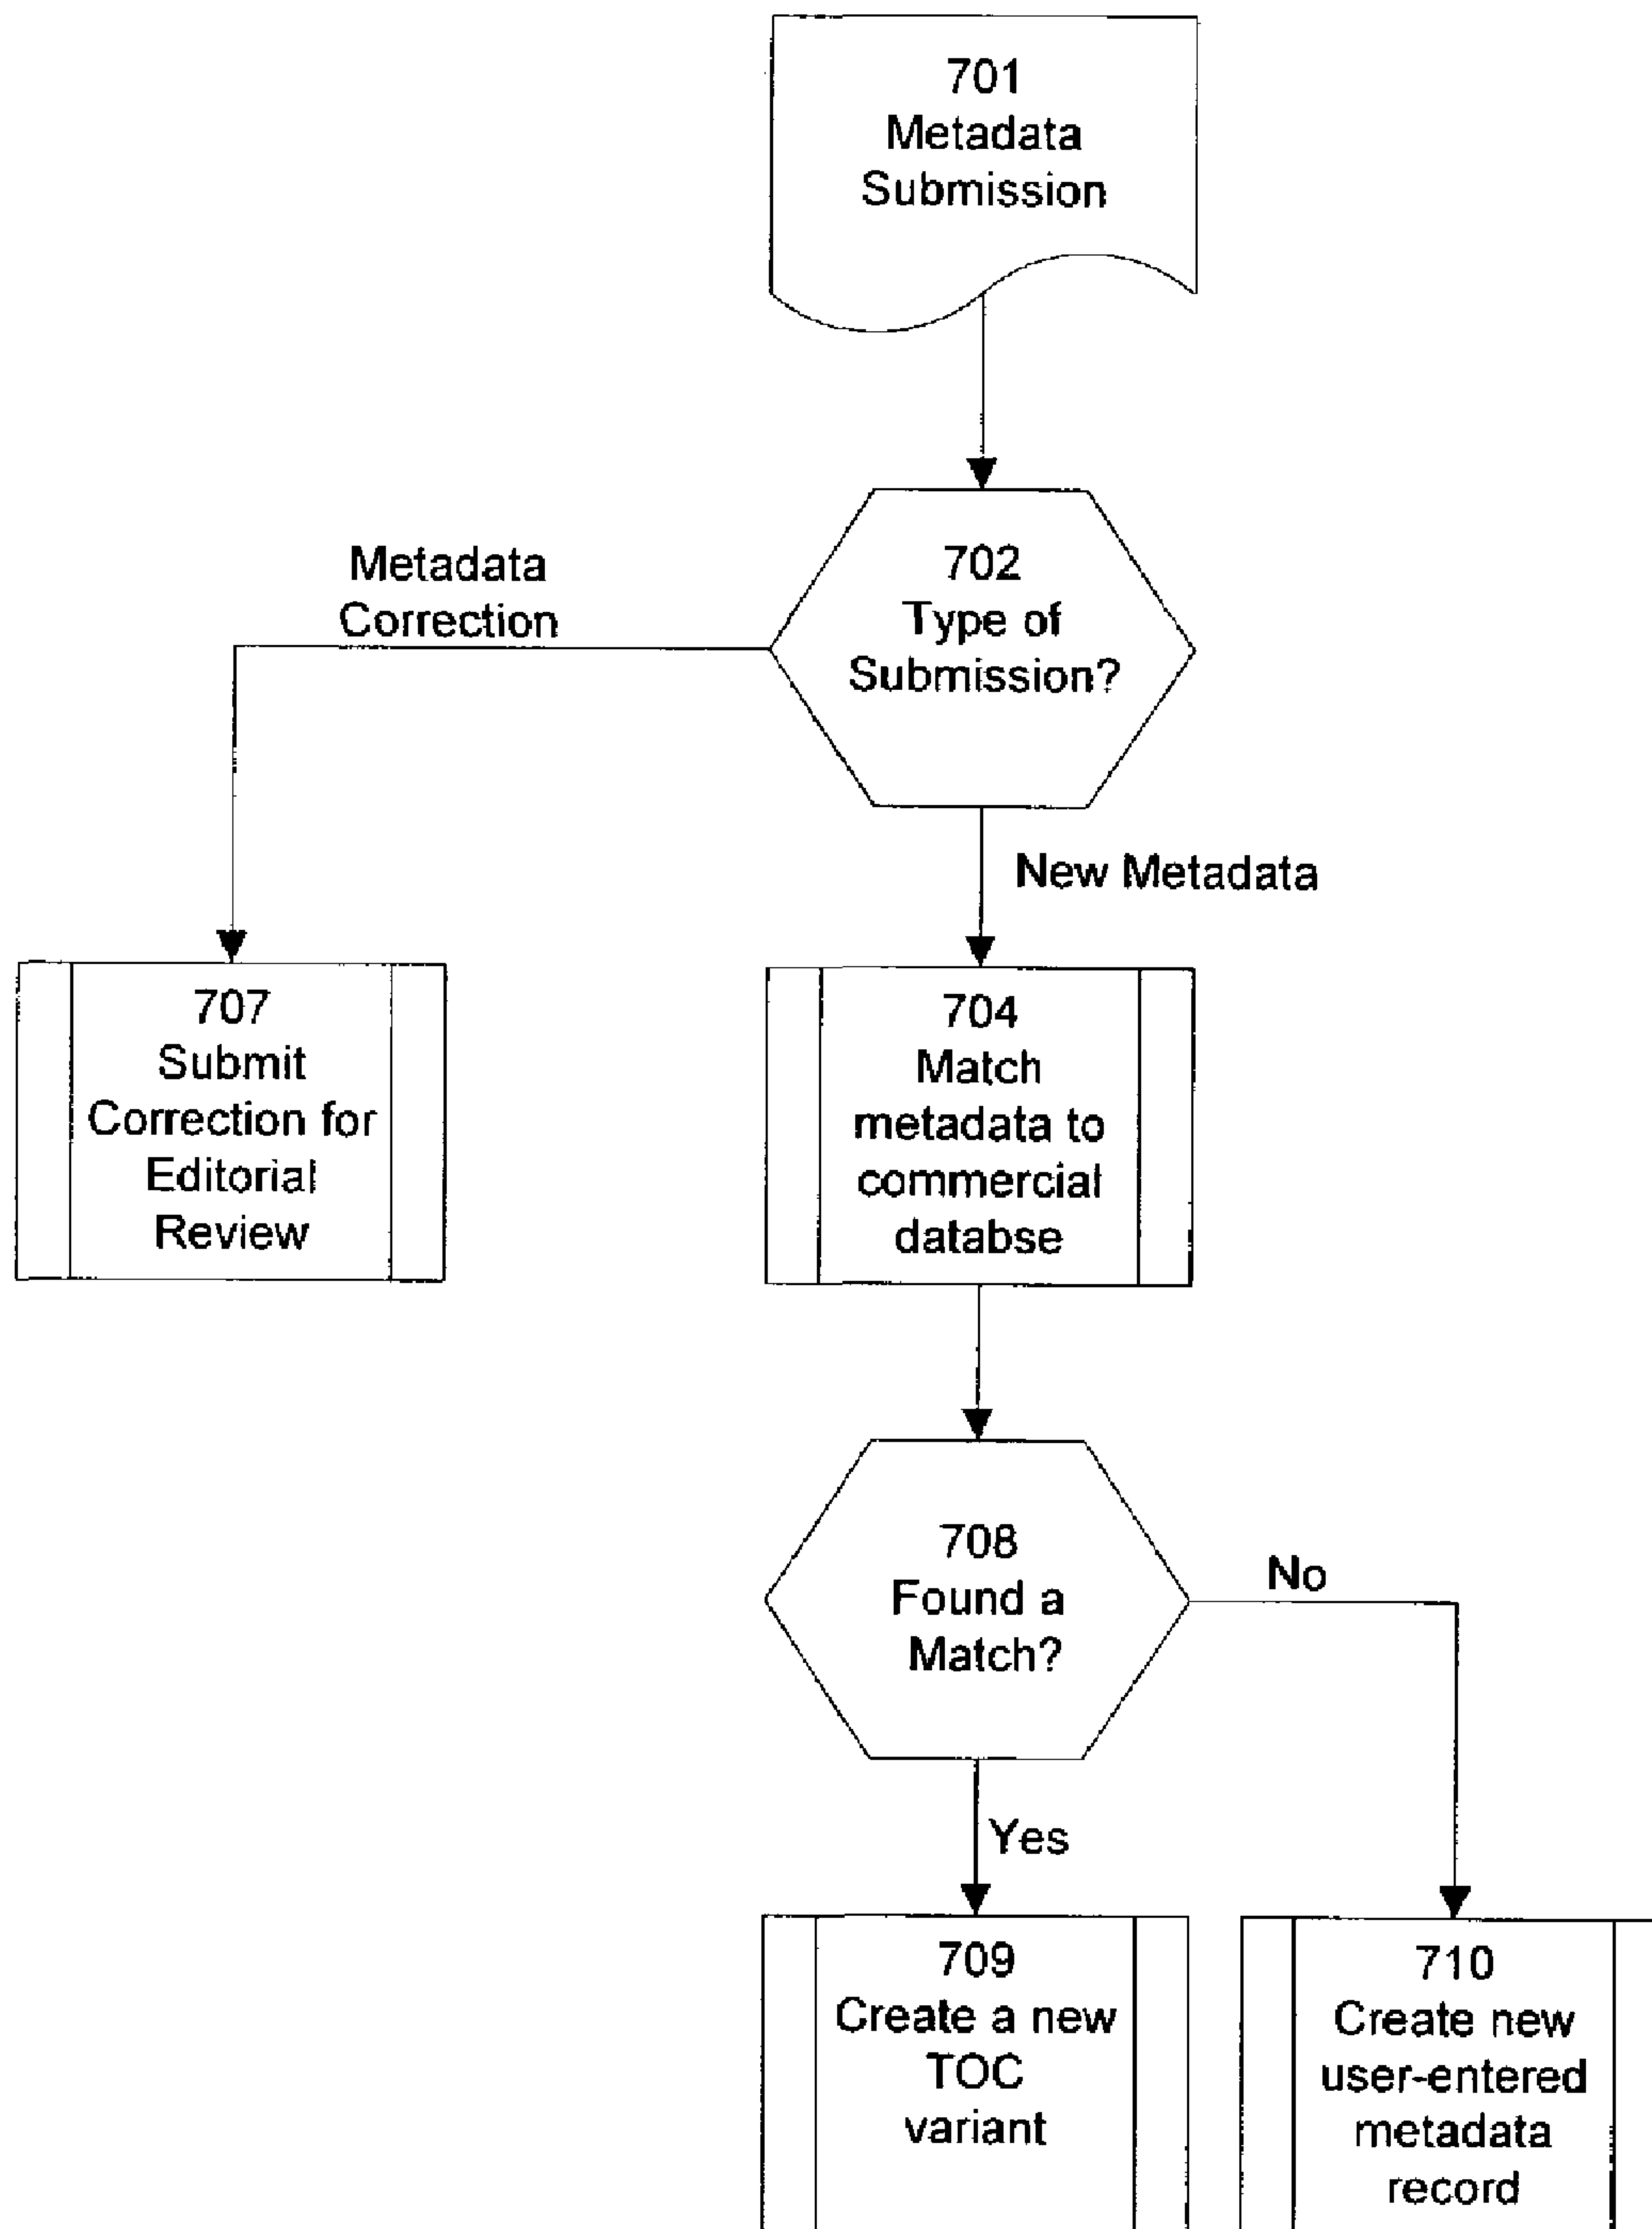 701
Metadata
Submission
Metadata
Correction
702
Type of
Submission?
New Metadata
707
Submit
Correction for
Editorial
Review
704
Match
metadata to
commercial
databse
708
Found a
Match?
No
Yes
709
Create a new
TOC
variant
710
Create new
user-entered
metadata
record